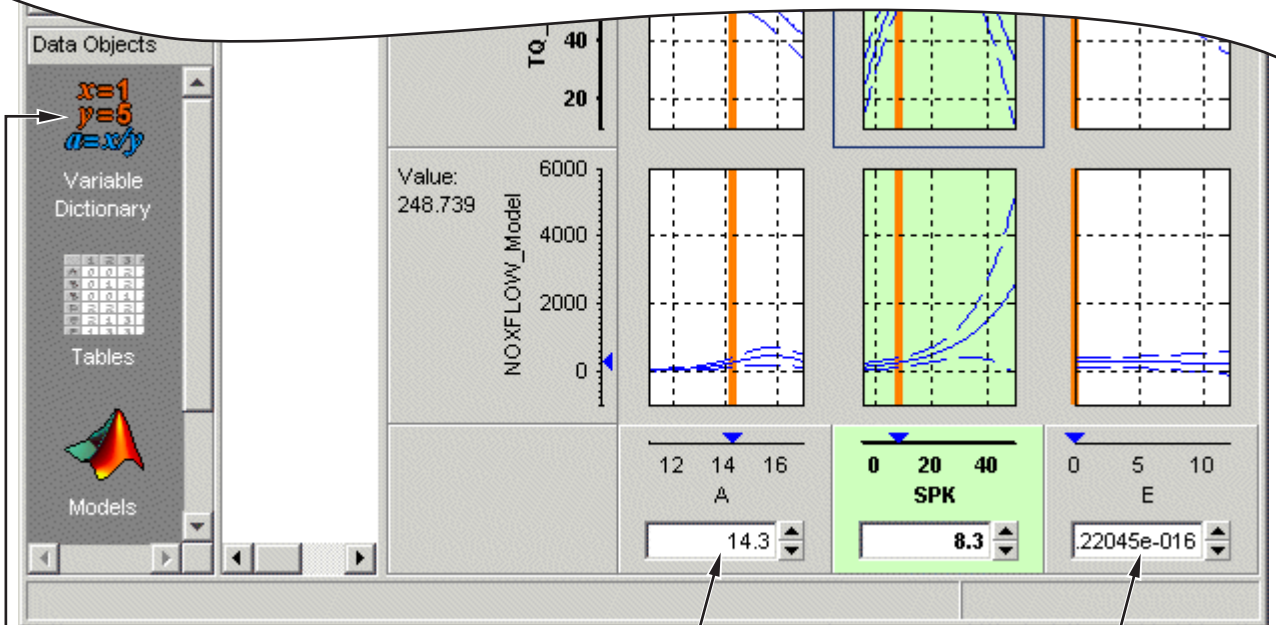 Data Objects
x=1
y=5
a=x/y
Variable
Dictionary
Tables
Models
TQ_
40
20
Value:
248.739
NOXFLOW_Model
6000
4000
2000
0
12 14 16
A
14.3
0 20 40
SPK
8.3
0 5 10
E
.22045e-016